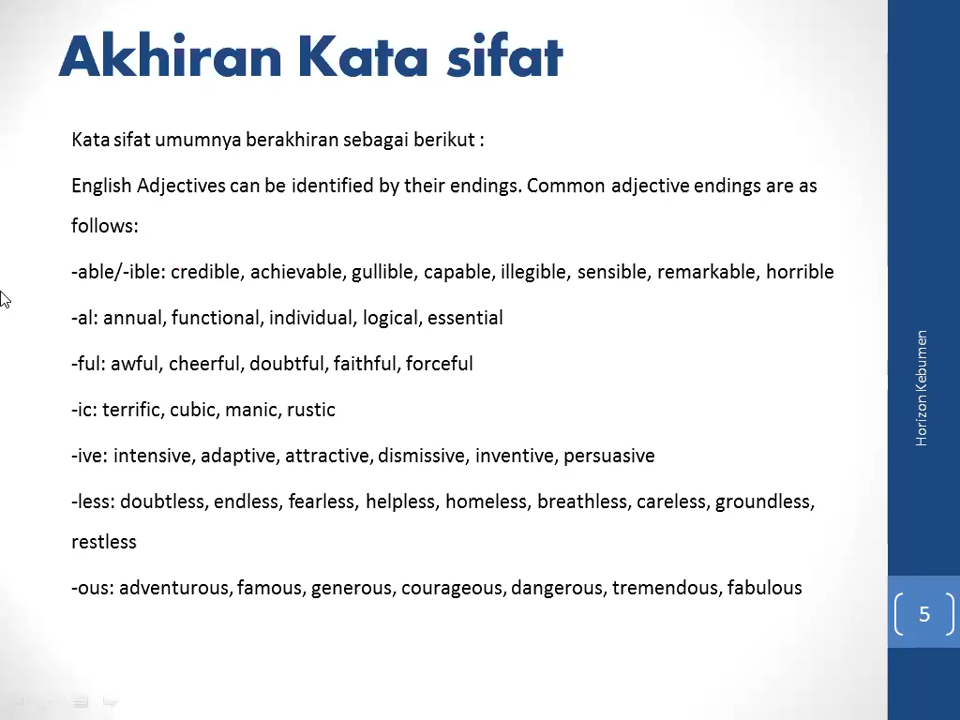 Akhiran Kata sifat
Kata sifat umumnya berakhiran sebagai berikut :
English Adjectives can be identified by their endings. Common adjective endings are as
follows:
-able/-ible: credible, achievable, gullible, capable, illegible, sensible, remarkable, horrible
-al: annual, functional, individual, logical, essential
-ful: awful, cheerful, doubtful, faithful, forceful
-ic: terrific, cubic, manic, rustic
-ive: intensive, adaptive, attractive, dismissive, inventive, persuasive
-less: doubtless, endless, fearless, helpless, homeless, breathless, careless, groundless,
restless
-ous: adventurous, famous, generous, courageous, dangerous, tremendous, fabulous
Horizon Kebumen
5